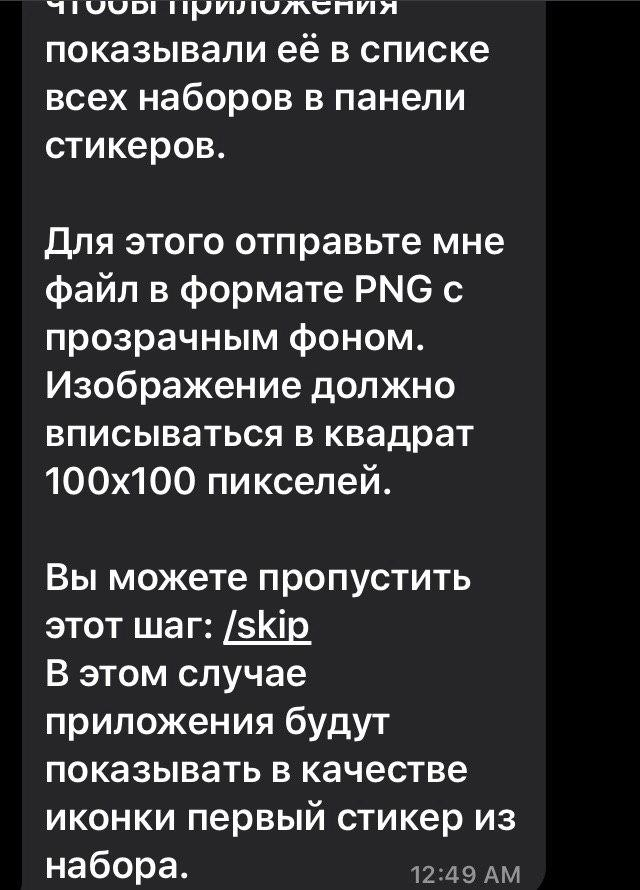 чтобы приложения
показывали её в списке
всех наборов в панели
стикеров.
Для этого отправьте мне
файл в формате PNG с
прозрачным фоном.
Изображение должно
вписываться в квадрат
100x100 пикселей.
Вы можете пропустить
этот шаг: /skip
В этом случае
приложения будут
показывать в качестве
иконки первый стикер из
набора.
12:49 AM